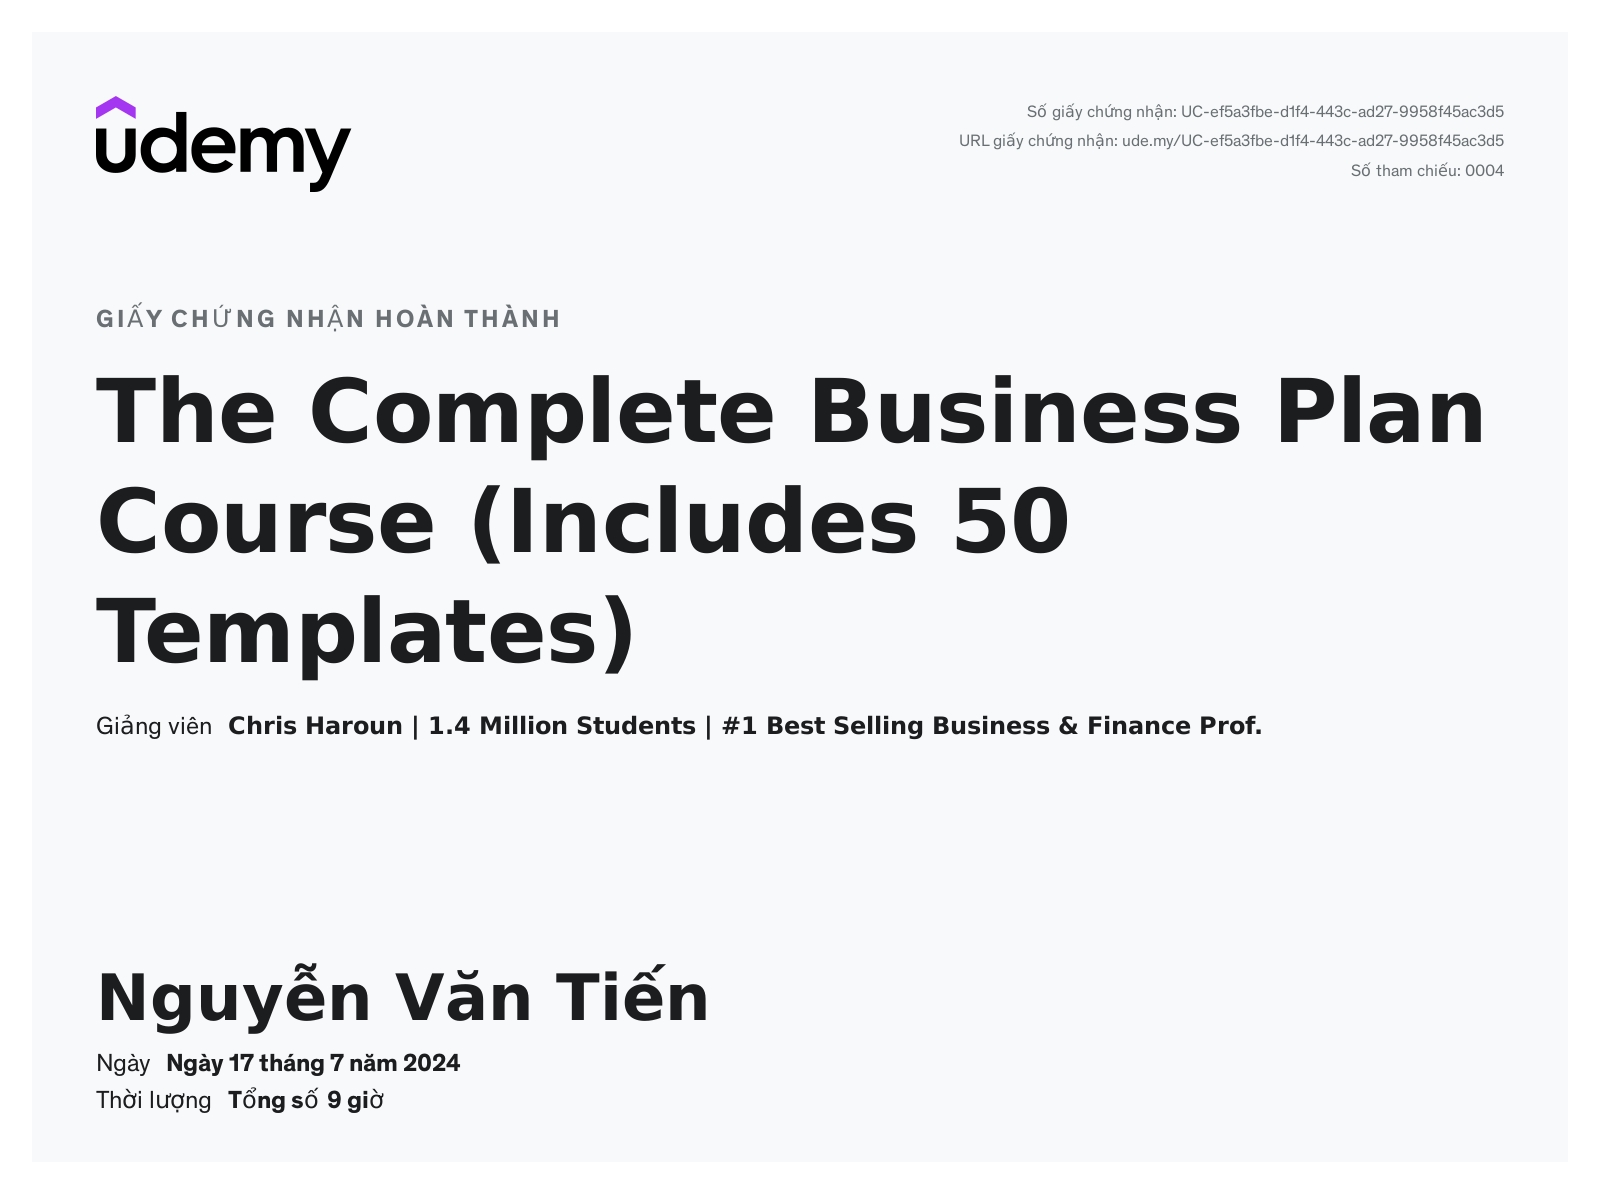 udemy
Số giấy chứng nhận: UC-ef5a3fbe-d1f4-443c-ad27-9958f45ac3d5
URL giấy chứng nhận: ude.my/UC-ef5a3fbe-d1f4-443c-ad27-9958f45ac3d5
Số tham chiếu: 0004
GIẤY CHỨNG NHẬN HOÀN THÀNH
The Complete Business Plan
Course (Includes 50
Templates)
Giảng viên Chris Haroun | 1.4 Million Students | #1 Best Selling Business & Finance Prof.
Nguyễn Văn Tiến
Ngày Ngày 17 tháng 7 năm 2024
Thời lượng Tổng số 9 giờ